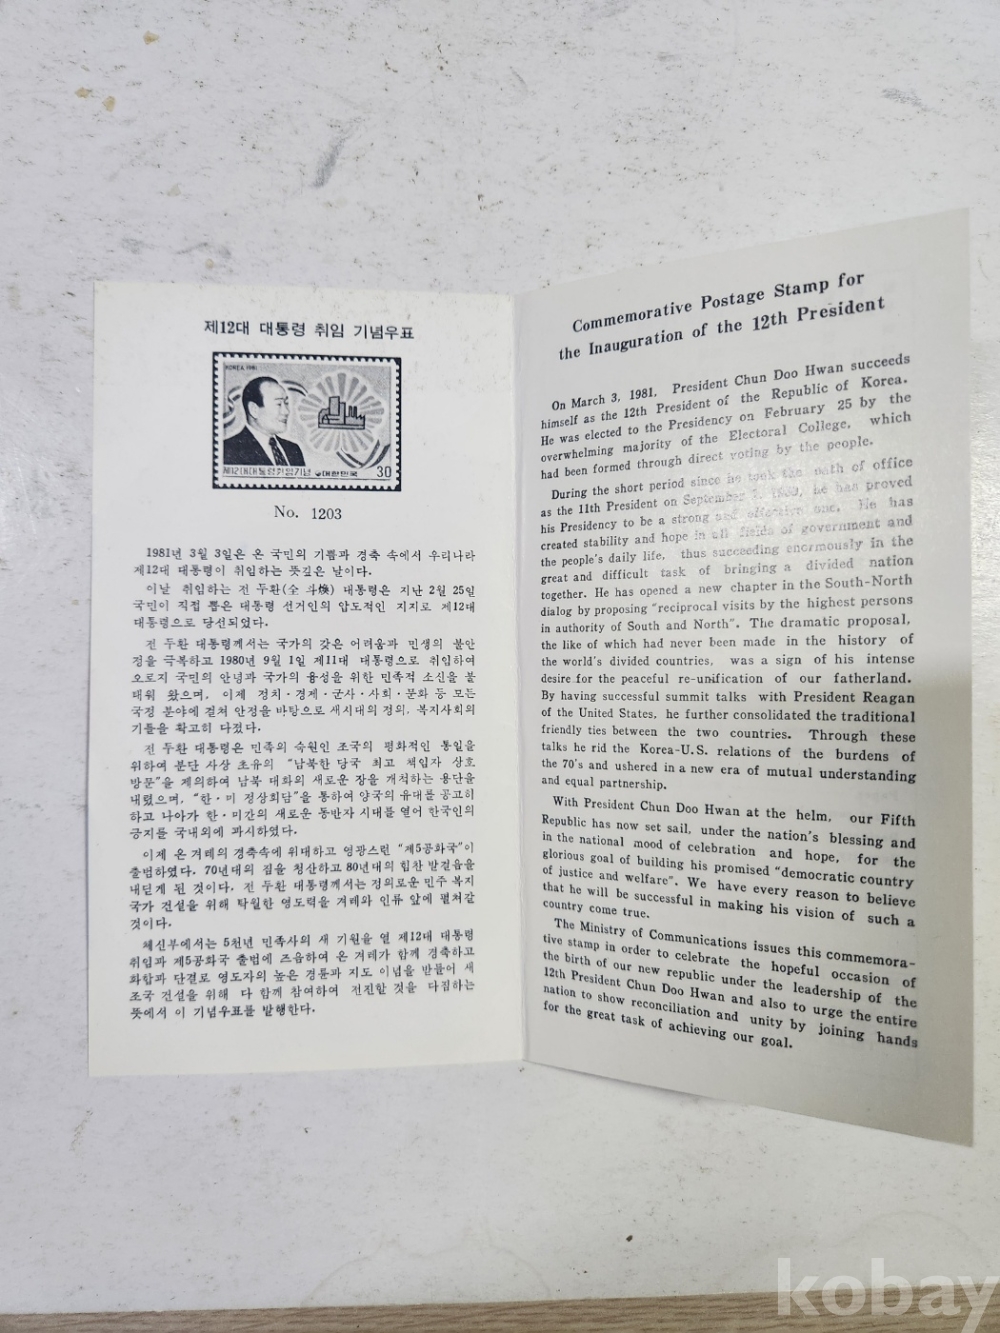 제12대 대통령 취임 기념우표
KOREA 1981
제12대대통령취임기념 대한민국 30
No. 1203
1981년 3월 3일은 온 국민의 기쁨과 경축 속에서 우리나라
제12대 대통령이 취임하는 뜻깊은 날이다.
이날 취임하는 전 두환(全 斗煥) 대통령은 지난 2월 25일
국민이 직접 뽑은 대통령 선거인의 압도적인 지지로 제12대
대통령으로 당선되었다.
전 두환 대통령께서는 국가의 갖은 어려움과 민생의 불안
점을 극복하고 1980년 9월 1일 제11대 대통령으로 취임하여
오로지 국민의 안녕과 국가의 융성을 위한 민족적 소신을 불
태워 왔으며, 이제 정치·경제·군사·사회·문화 등 모든
국정 분야에 걸쳐 안정을 바탕으로 새시대의 정의, 복지사회의
기틀을 확고히 다졌다.
전 두환 대통령은 민족의 숙원인 조국의 평화적인 통일을
위하여 분단 사상 초유의 "남북한 당국 최고 책임자 상호
방문"을 제의하여 남북 대화의 새로운 장을 개척하는 용단을
내렸으며, "한·미 정상회담"을 통하여 양국의 유대를 공고히
하고 나아가 한·미간의 새로운 동반자 시대를 열어 한국인의
긍지를 국내외에 과시하였다.
이제 온 겨레의 경축속에 위대하고 영광스런 "제5공화국"이
출범하였다. 70년대의 짐을 청산하고 80년대의 힘찬 발걸음을
내딛게 된 것이다. 전 두환 대통령께서는 정의로운 민주 복지
국가 건설을 위해 탁월한 영도력을 겨레와 인류 앞에 펼쳐갈
것이다.
체신부에서는 5천년 민족사의 새 기원을 열 제12대 대통령
취임과 제5공화국 출범에 즈음하여 온 겨레가 함께 경축하고
화합과 단결로 영도자의 높은 경륜과 지도 이념을 받들어 새
조국 건설을 위해 다 함께 참여하여 전진할 것을 다짐하는
뜻에서 이 기념우표를 발행한다.
Commemorative Postage Stamp for
the Inauguration of the 12th President
On March 3, 1981. President Chun Doo Hwan succeeds
himself as the 12th President of the Republic of Korea.
He was elected to the Presidency on February 25 by the
overwhelming majority of the Electoral College, which
had been formed through direct voting by the people.
During the short period since he took the oath of office
as the 11th President on September 1, 1980, he has proved
his Presidency to be a strong and effective one. He has
created stability and hope in all fields of government and
the people's daily life, thus succeeding enormously in the
great and difficult task of bringing a divided nation
together. He has opened a new chapter in the South-North
dialog by proposing "reciprocal visits by the highest persons
in authority of South and North". The dramatic proposal,
the like of which had never been made in the history of
the world's divided countries, was a sign of his intense
desire for the peaceful re-unification of our fatherland.
By having successful summit talks with President Reagan
of the United States, he further consolidated the traditional
friendly ties between the two countries. Through these
talks he rid the Korea-U.S. relations of the burdens of
the 70's and ushered in a new era of mutual understanding
and equal partnership.
With President Chun Doo Hwan at the helm, our Fifth
Republic has now set sail, under the nation's blessing and
in the national mood of celebration and hope, for the
glorious goal of building his promised "democratic country
of justice and welfare". We have every reason to believe
that he will be successful in making his vision of such a
country come true.
The Ministry of Communications issues this commemora-
tive stamp in order to celebrate the hopeful occasion of
the birth of our new republic under the leadership of the
12th President Chun Doo Hwan and also to urge the entire
nation to show reconciliation and unity by joining hands
for the great task of achieving our goal.
kobay